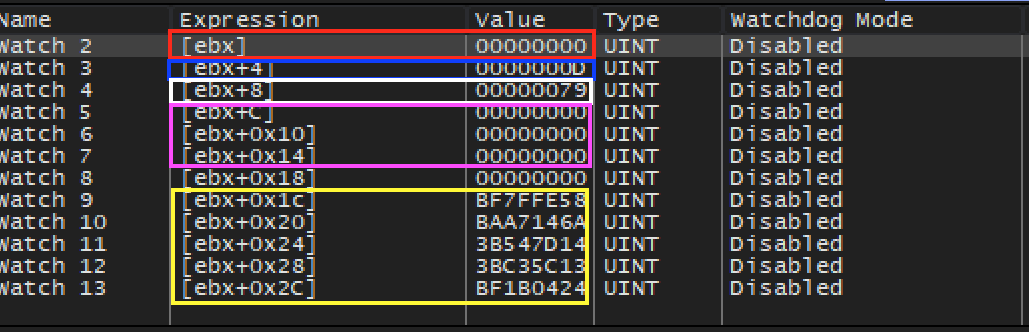 Name Expression Value Type Watchdog Mode
Watch 2 [ebx] 00000000 UINT Disabled
Watch 3 [ebx+4] 0000000D UINT Disabled
Watch 4 [ebx+8] 00000079 UINT Disabled
Watch 5 [ebx+C] 00000000 UINT Disabled
Watch 6 [ebx+0x10] 00000000 UINT Disabled
Watch 7 [ebx+0x14] 00000000 UINT Disabled
Watch 8 [ebx+0x18] 00000000 UINT Disabled
Watch 9 [ebx+0x1c] BF7FFE58 UINT Disabled
Watch 10 [ebx+0x20] BAA7146A UINT Disabled
Watch 11 [ebx+0x24] 3B547D14 UINT Disabled
Watch 12 [ebx+0x28] 3BC35C13 UINT Disabled
Watch 13 [ebx+0x2C] BF1B0424 UINT Disabled